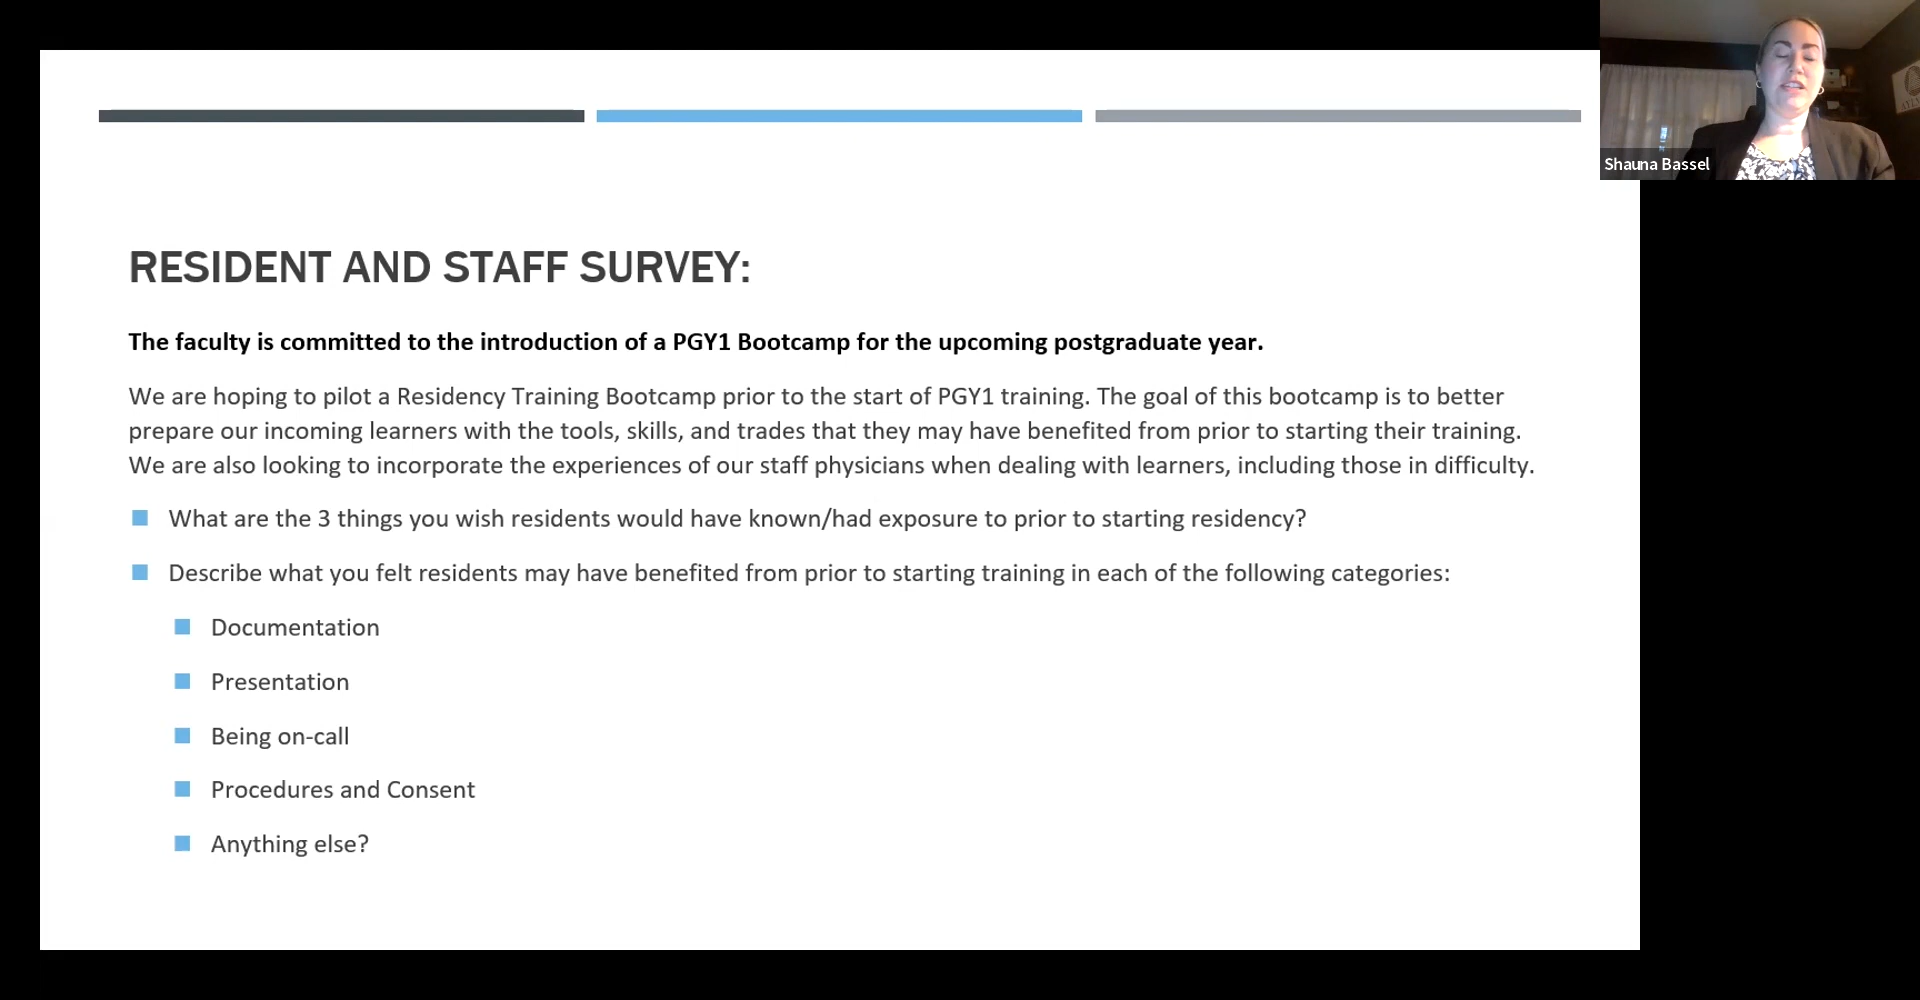 Shauna Bassel
RESIDENT AND STAFF SURVEY:
The faculty is committed to the introduction of a PGY1 Bootcamp for the upcoming postgraduate year.
We are hoping to pilot a Residency Training Bootcamp prior to the start of PGY1 training. The goal of this bootcamp is to better
prepare our incoming learners with the tools, skills, and trades that they may have benefited from prior to starting their training.
We are also looking to incorporate the experiences of our staff physicians when dealing with learners, including those in difficulty.
What are the 3 things you wish residents would have known/had exposure to prior to starting residency?
Describe what you felt residents may have benefited from prior to starting training in each of the following categories:
Documentation
Presentation
Being on-call
Procedures and Consent
Anything else?